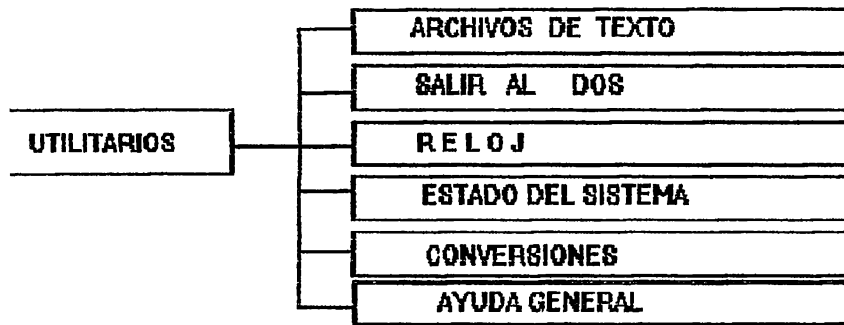 ARCHIVOS DE TEXTO
SALIR AL DOS
UTILITARIOS
R E L O J
ESTADO DEL SISTEMA
CONVERSIONES
AYUDA GENERAL